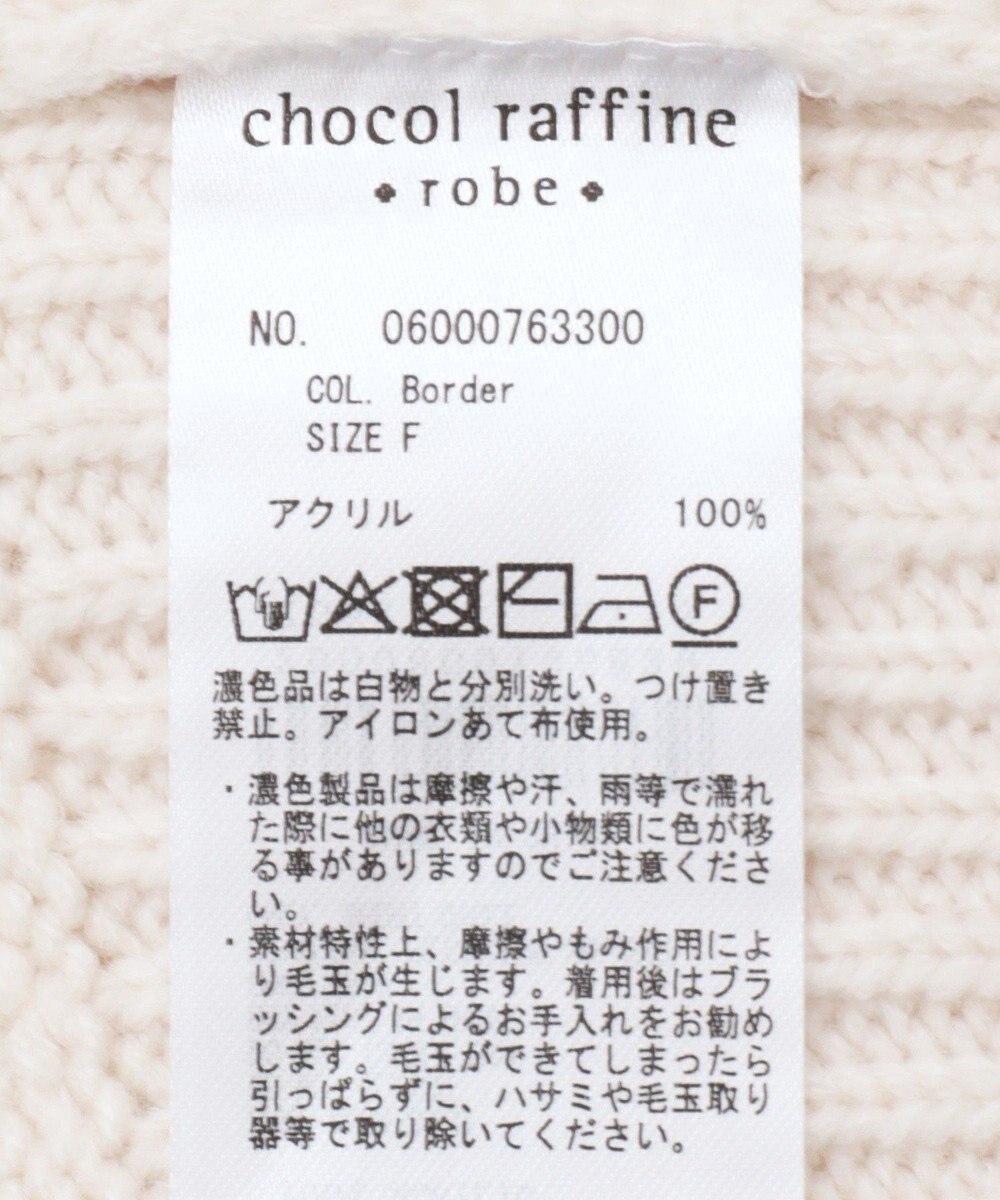 chocol raffine
robe
NO. 06000763300
COL. Border
SIZE F
アクリル 100%
F
濃色品は白物と分別洗い。つけ置き
禁止。アイロンあて布使用。
・濃色製品は摩擦や汗、雨等で濡れ
た際に他の衣類や小物類に色が移
る事がありますのでご注意くださ
い。
・素材特性上、摩擦やもみ作用によ
り毛玉が生じます。着用後はブラ
ッシングによるお手入れをお勧め
します。毛玉ができてしまったら
引っぱらずに、ハサミや毛玉取り
器等で取り除いてください。